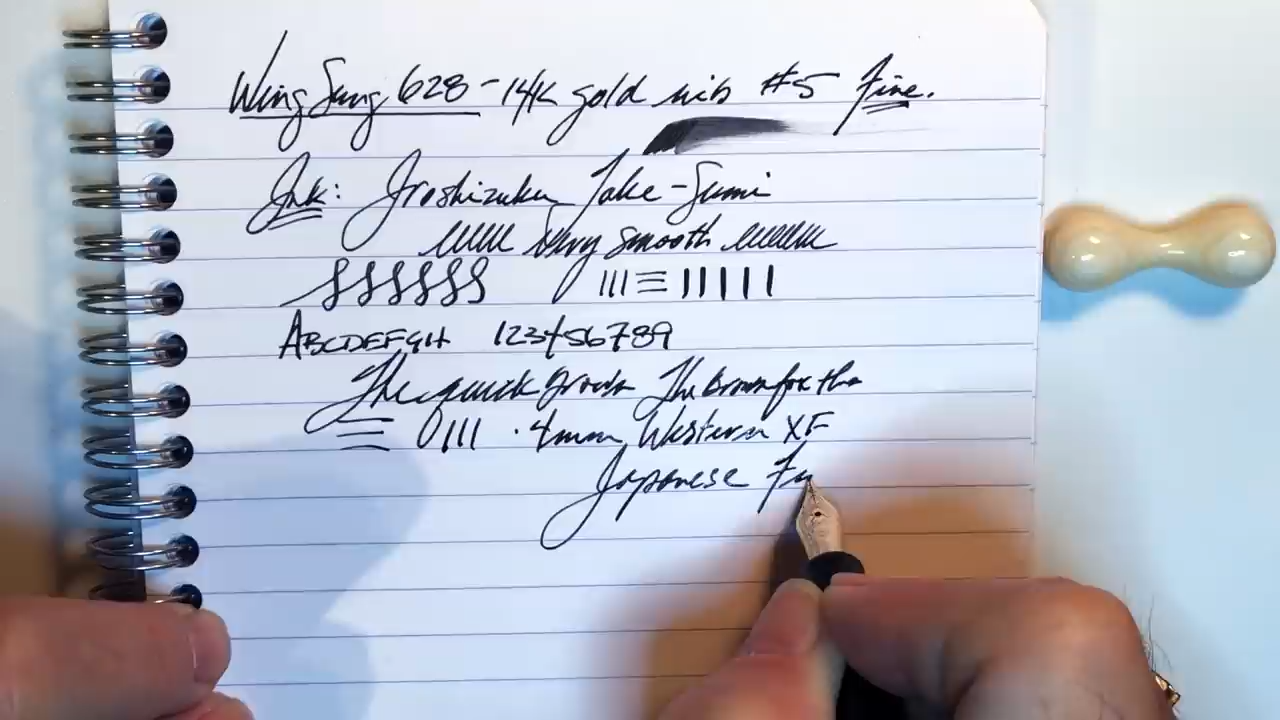 Wing Sung 628 - 14K gold nib #5 Fine.
Ink: Iroshizuku Take-Sumi
Very smooth
ABCDEFGH 123456789
The quick brown The brown fox the
.4mm Western XF
Japanese